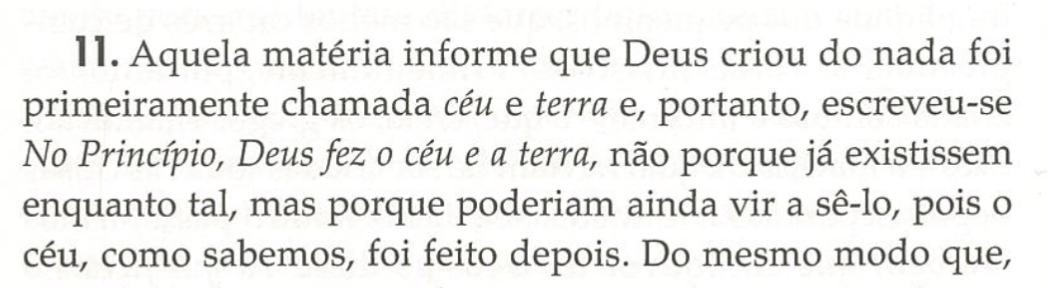 11. Aquela matéria informe que Deus criou do nada foi
primeiramente chamada céu e terra e, portanto, escreveu-se
No Princípio, Deus fez o céu e a terra, não porque já existissem
enquanto tal, mas porque poderiam ainda vir a sê-lo, pois o
céu, como sabemos, foi feito depois. Do mesmo modo que,